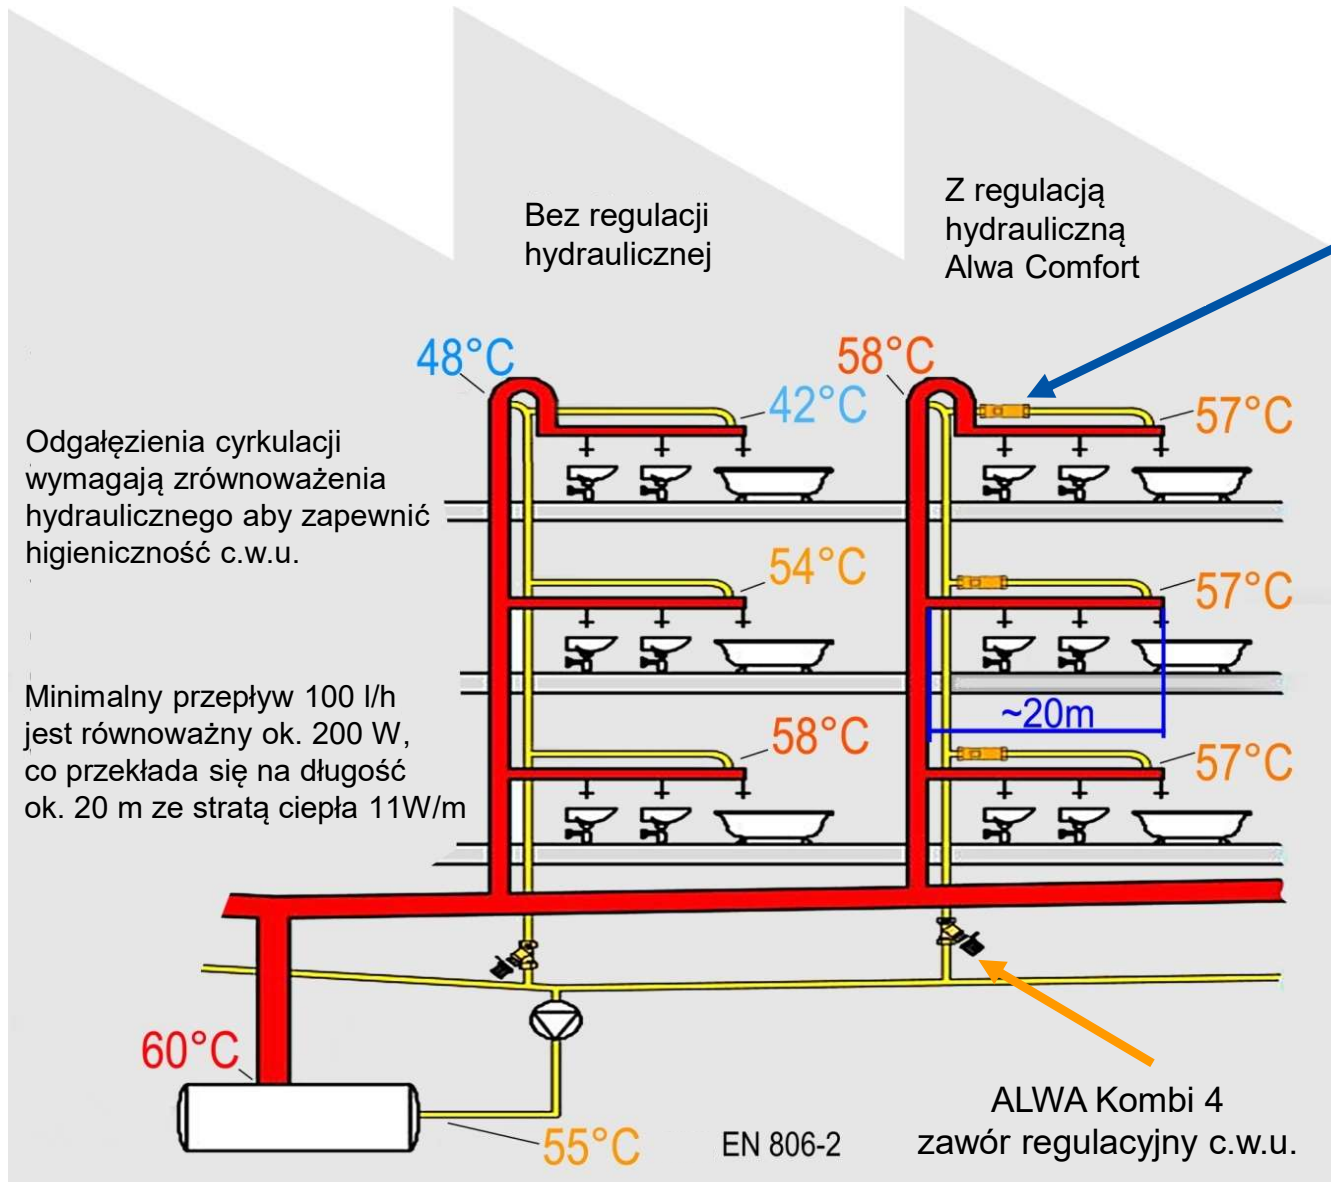 Bez regulacji
hydraulicznej
Z regulacją
hydrauliczną
Alwa Comfort
48°C
58°C
42°C
57°C
Odgałęzienia cyrkulacji
wymagają zrównoważenia
hydraulicznego aby zapewnić
higieniczność c.w.u.
54°C
57°C
Minimalny przepływ 100 l/h
jest równoważny ok. 200 W,
co przekłada się na długość
ok. 20 m ze stratą ciepła 11W/m
~20m
58°C
57°C
60°C
55°C
EN 806-2
ALWA Kombi 4
zawór regulacyjny c.w.u.